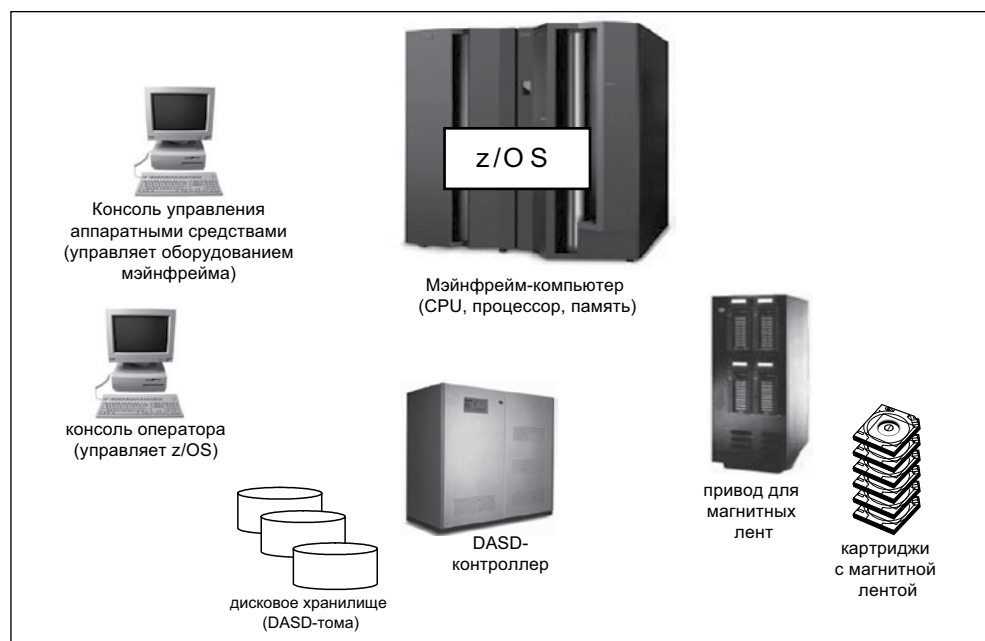 z/OS
Консоль управления
аппаратными средствами
(управляет оборудованием
мэйнфрейма)
Мэйнфрейм-компьютер
(CPU, процессор, память)
консоль оператора
(управляет z/OS)
привод для
магнитных
лент
DASD-
контроллер
картриджи
с магнитной
лентой
дисковое хранилище
(DASD-тома)